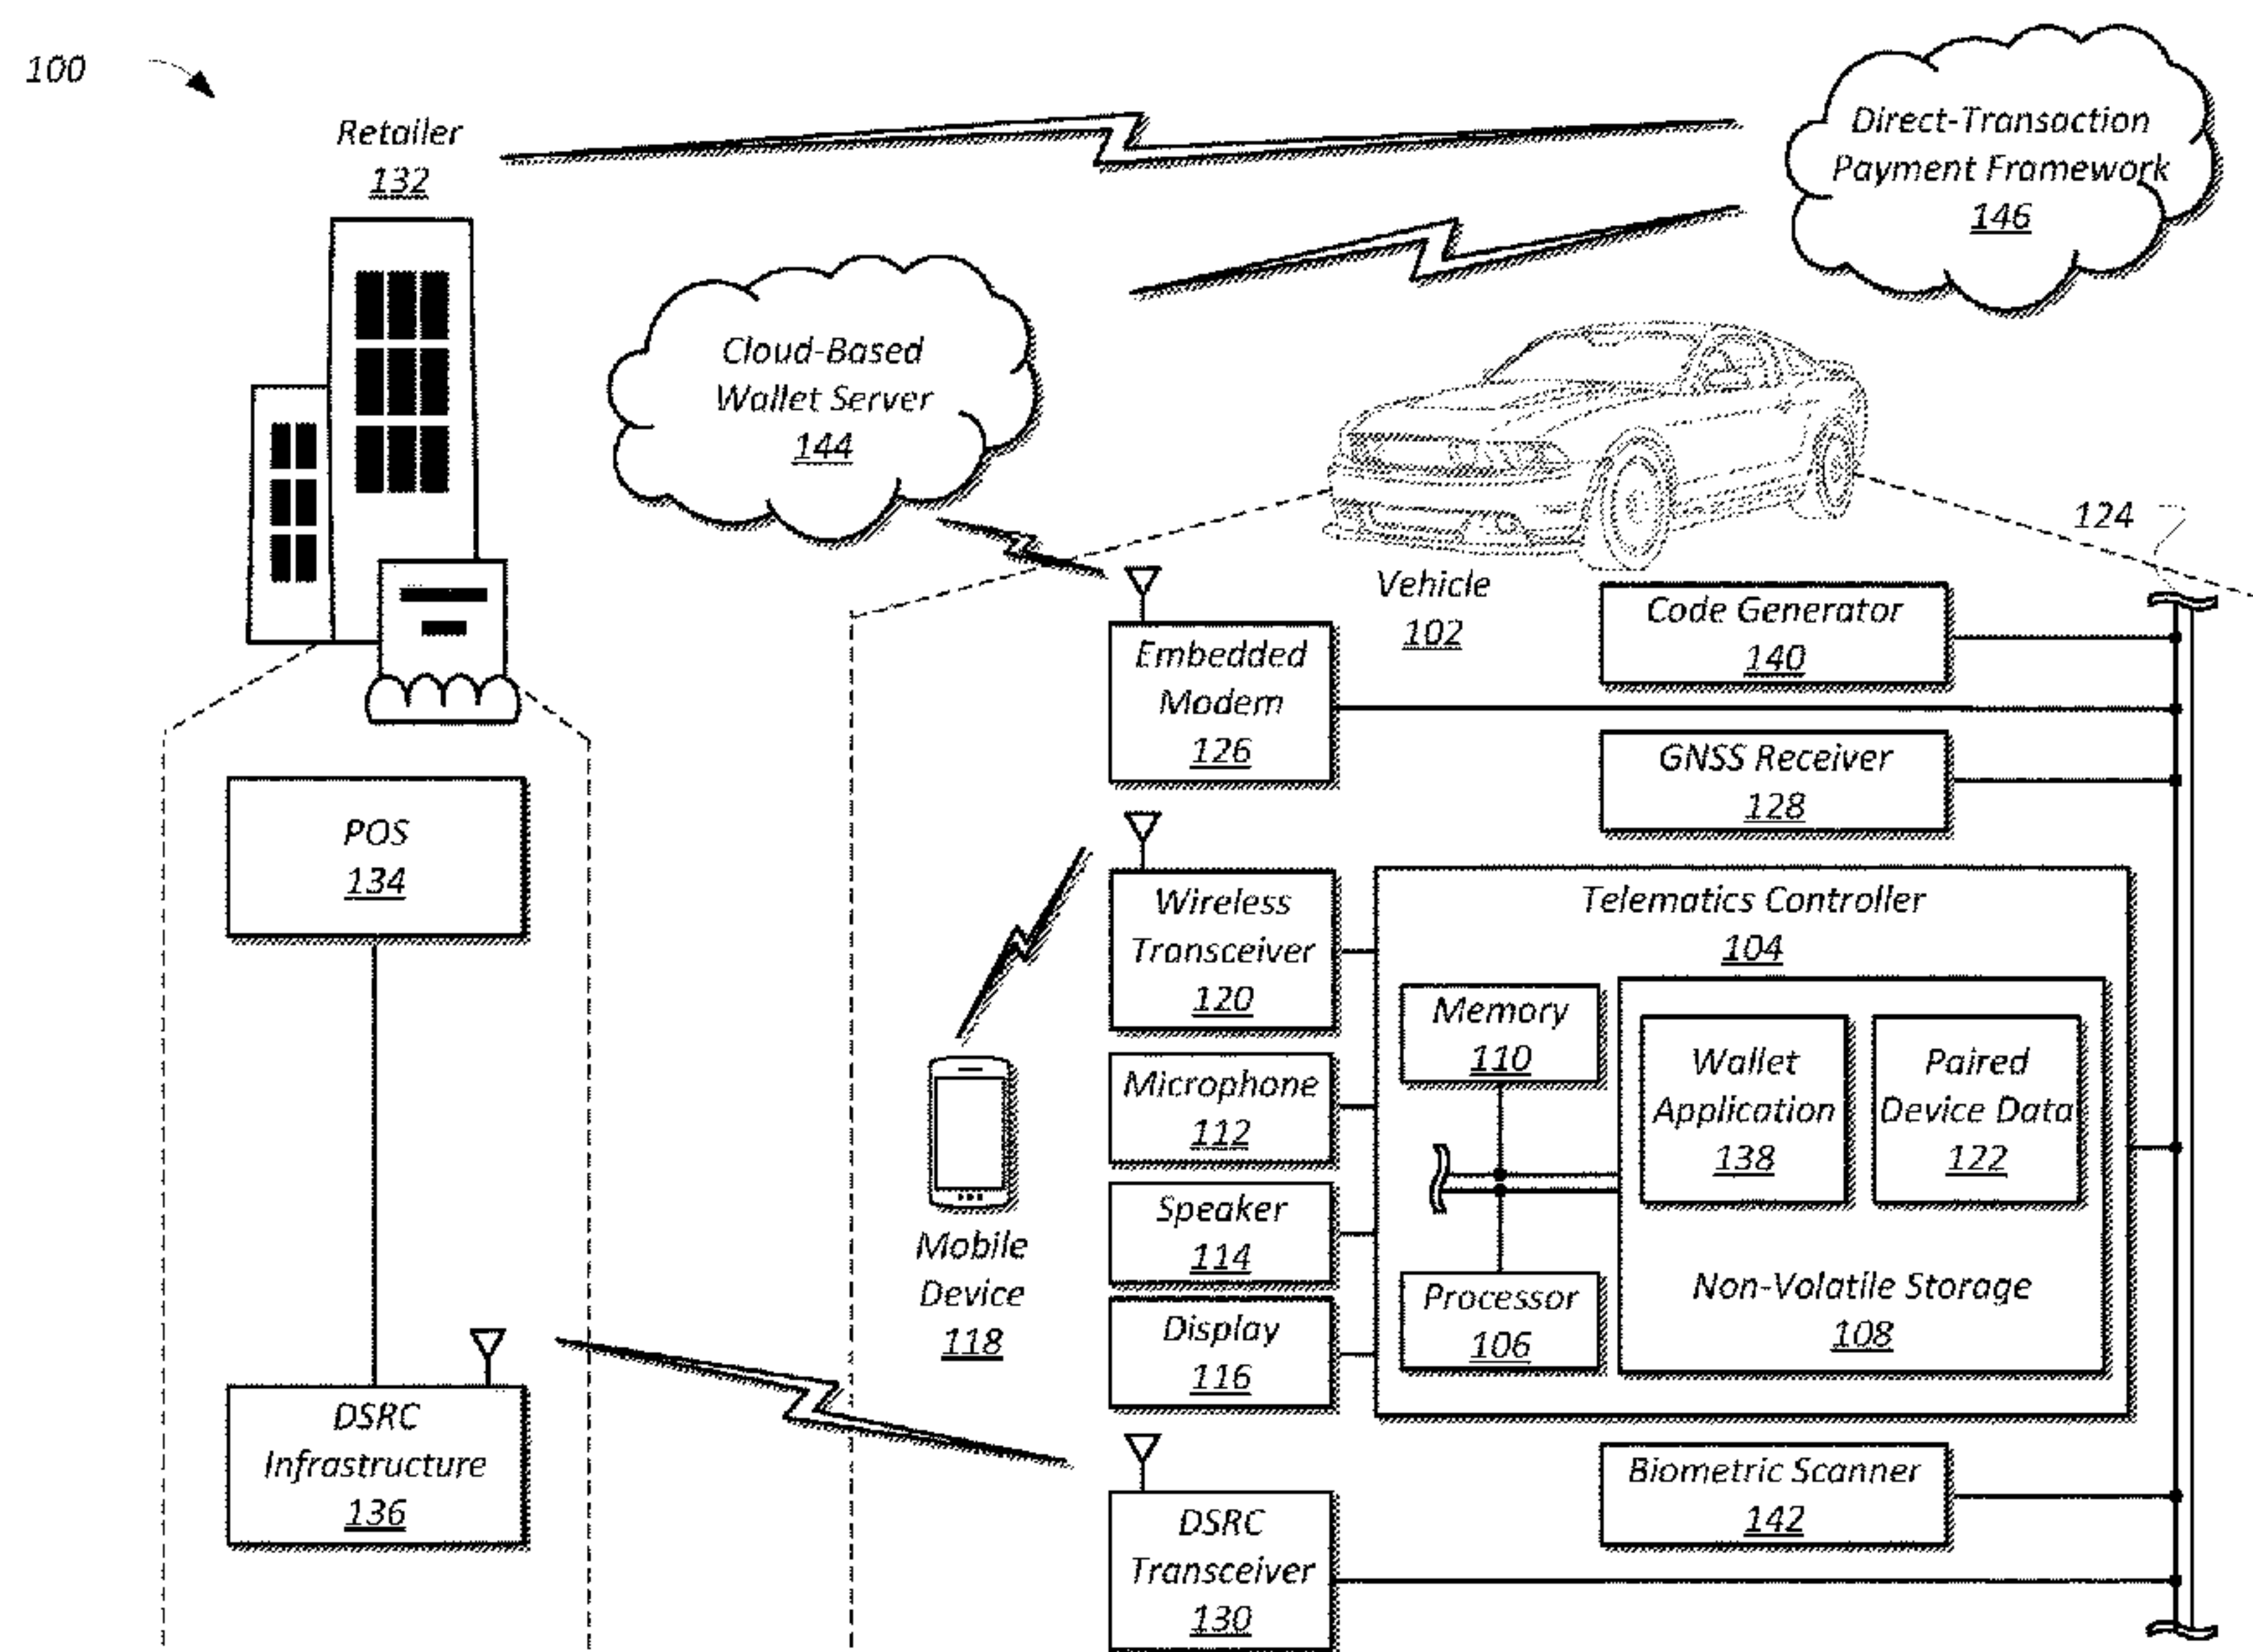 100
Retailer
132
Direct-Transaction
Payment Framework
146
Cloud-Based
Wallet Server
144
124
Vehicle
102
Code Generator
140
Embedded
Modem
126
GNSS Receiver
128
POS
134
Wireless
Transceiver
120
Telematics Controller
104
Memory
110
Wallet
Application
138
Paired
Device Data
122
Microphone
112
Speaker
114
Mobile
Device
118
Processor
106
Non-Volatile Storage
108
Display
116
DSRC
Infrastructure
136
Biometric Scanner
142
DSRC
Transceiver
130